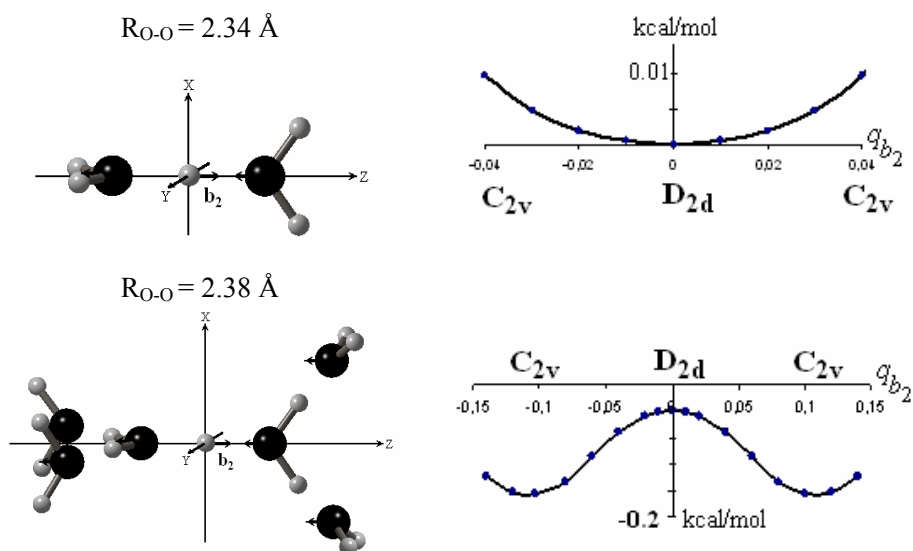 R_O-O = 2.34 Å
X
Z
Y
b₂
kcal/mol
0.01
-0,04 -0,02 0 0,02 0,04 q_b₂
C₂ᵥ D₂d C₂ᵥ
R_O-O = 2.38 Å
X
Z
Y
b₂
C₂ᵥ D₂d C₂ᵥ q_b₂
-0,15 -0,1 -0,05 0 0,05 0,1 0,15
-0.2 kcal/mol